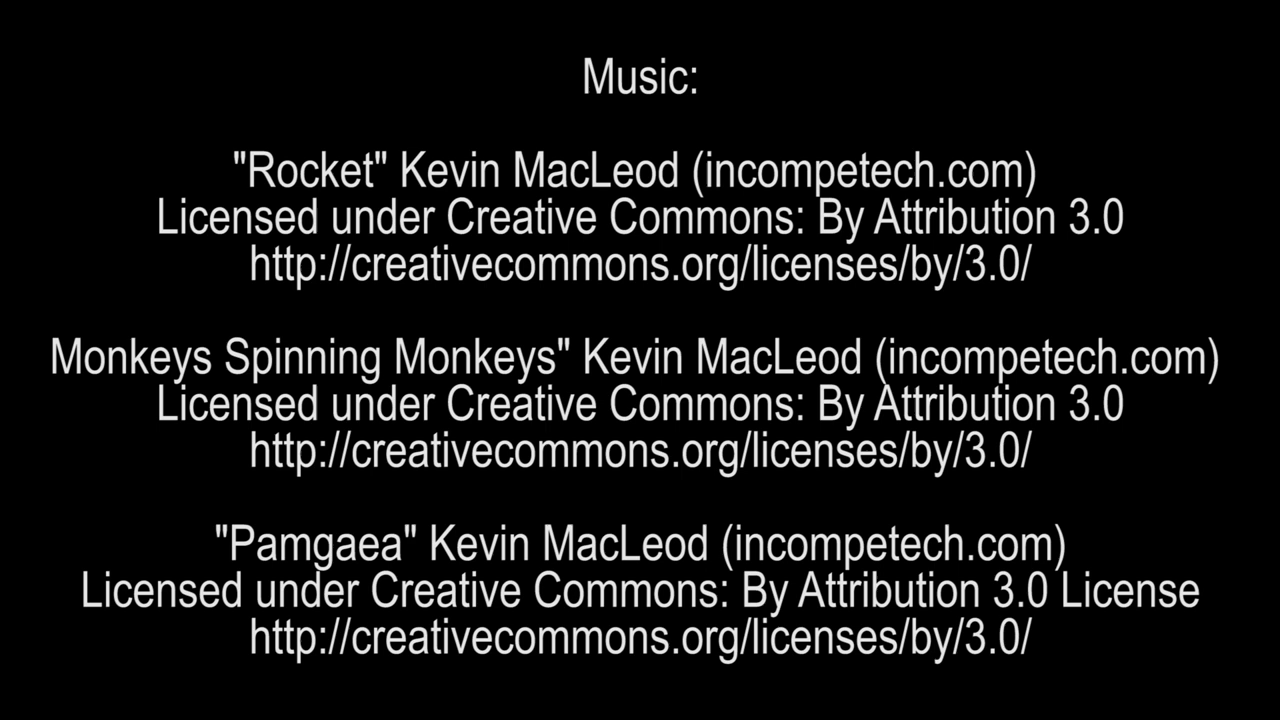 Music:
"Rocket" Kevin MacLeod (incompetech.com)
Licensed under Creative Commons: By Attribution 3.0
http://creativecommons.org/licenses/by/3.0/
Monkeys Spinning Monkeys" Kevin MacLeod (incompetech.com)
Licensed under Creative Commons: By Attribution 3.0
http://creativecommons.org/licenses/by/3.0/
"Pamgaea" Kevin MacLeod (incompetech.com)
Licensed under Creative Commons: By Attribution 3.0 License
http://creativecommons.org/licenses/by/3.0/